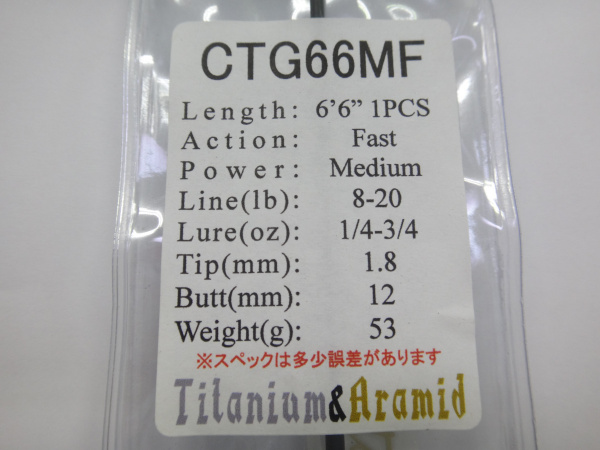 CTG66MF
Length: 6’6” 1PCS
Action: Fast
Power: Medium
Line(lb): 8-20
Lure(oz): 1/4-3/4
Tip(mm): 1.8
Butt(mm): 12
Weight(g): 53
※スペックは多少誤差があります
Titanium&Aramid